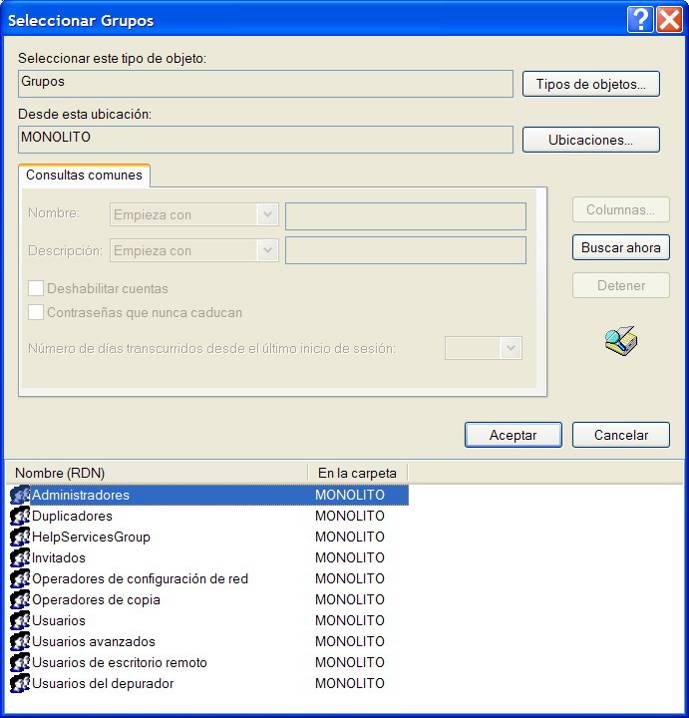 Seleccionar Grupos
Seleccionar este tipo de objeto:
Grupos
Tipos de objetos...
Desde esta ubicación:
MONOLITO
Ubicaciones...
Consultas comunes
Nombre:
Empieza con
Columnas...
Descripción:
Empieza con
Buscar ahora
Deshabilitar cuentas
Detener
Contraseñas que nunca caducan
Número de días transcurridos desde el último inicio de sesión:
Aceptar
Cancelar
Nombre (RDN) En la carpeta
Administradores MONOLITO
Duplicadores MONOLITO
HelpServicesGroup MONOLITO
Invitados MONOLITO
Operadores de configuración de red MONOLITO
Operadores de copia MONOLITO
Usuarios MONOLITO
Usuarios avanzados MONOLITO
Usuarios de escritorio remoto MONOLITO
Usuarios del depurador MONOLITO